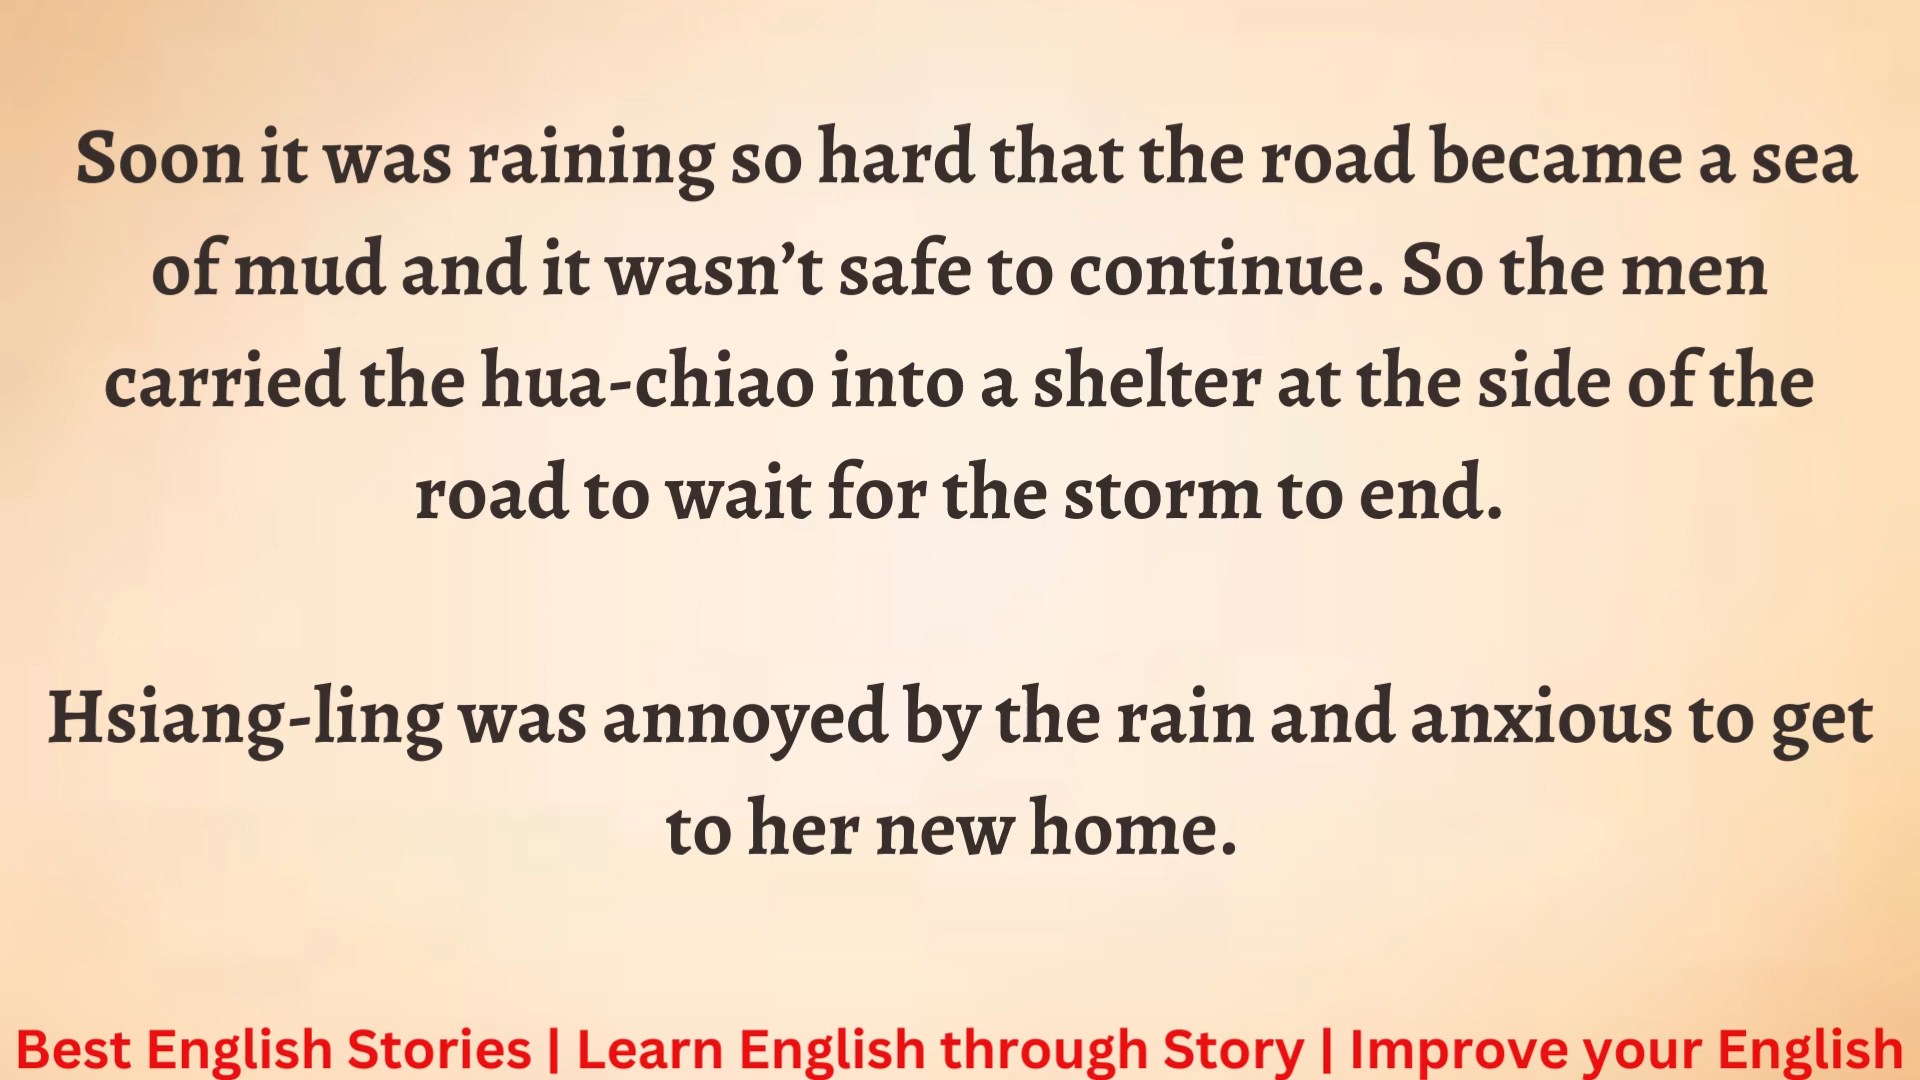 Soon it was raining so hard that the road became a sea
of mud and it wasn’t safe to continue. So the men
carried the hua-chiao into a shelter at the side of the
road to wait for the storm to end.
Hsiang-ling was annoyed by the rain and anxious to get
to her new home.
Best English Stories | Learn English through Story | Improve your English